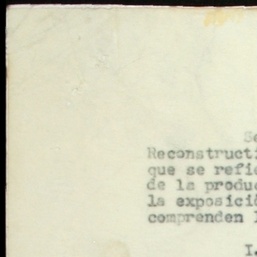 Se
Reconstructi
que se refie
de la produc
la exposició
comprenden l
I.